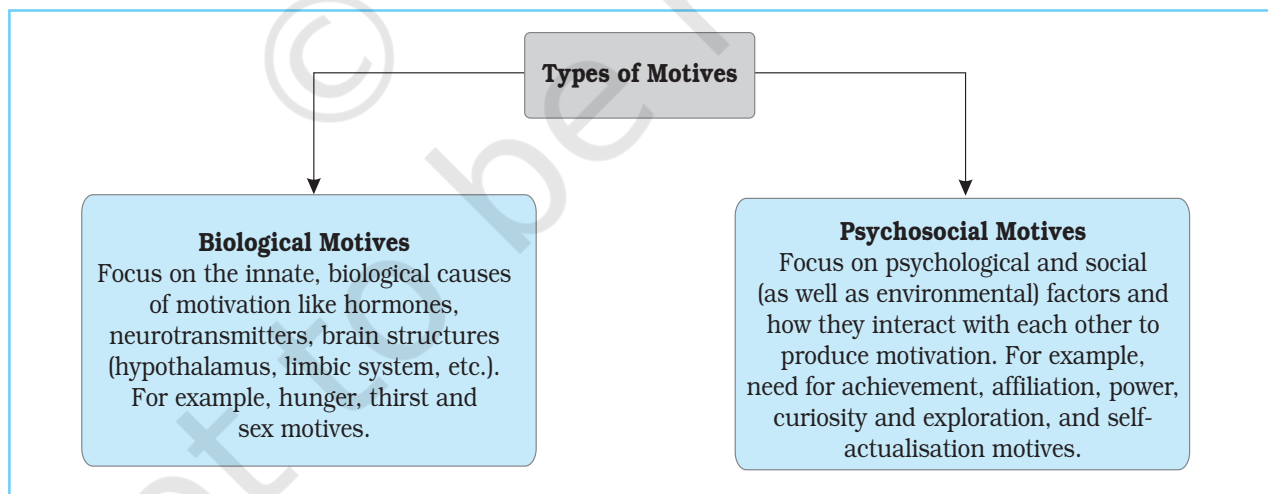 Types of Motives
Biological Motives
Focus on the innate, biological causes
of motivation like hormones,
neurotransmitters, brain structures
(hypothalamus, limbic system, etc.).
For example, hunger, thirst and
sex motives.
Psychosocial Motives
Focus on psychological and social
(as well as environmental) factors and
how they interact with each other to
produce motivation. For example,
need for achievement, affiliation, power,
curiosity and exploration, and self-
actualisation motives.
©
t to be r